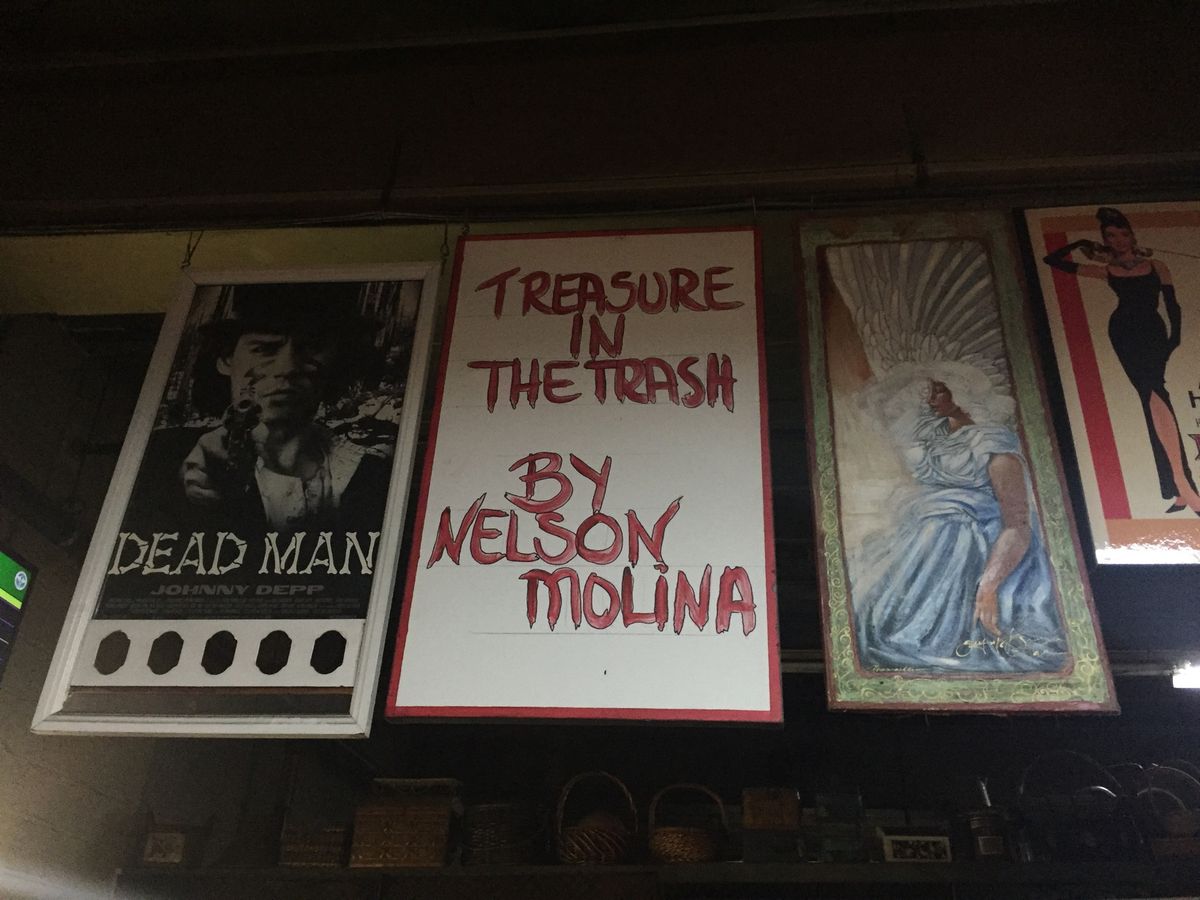 DEAD MAN
JOHNNY DEPP
TREASURE
IN
THE TRASH
BY
NELSON
MOLINA
H